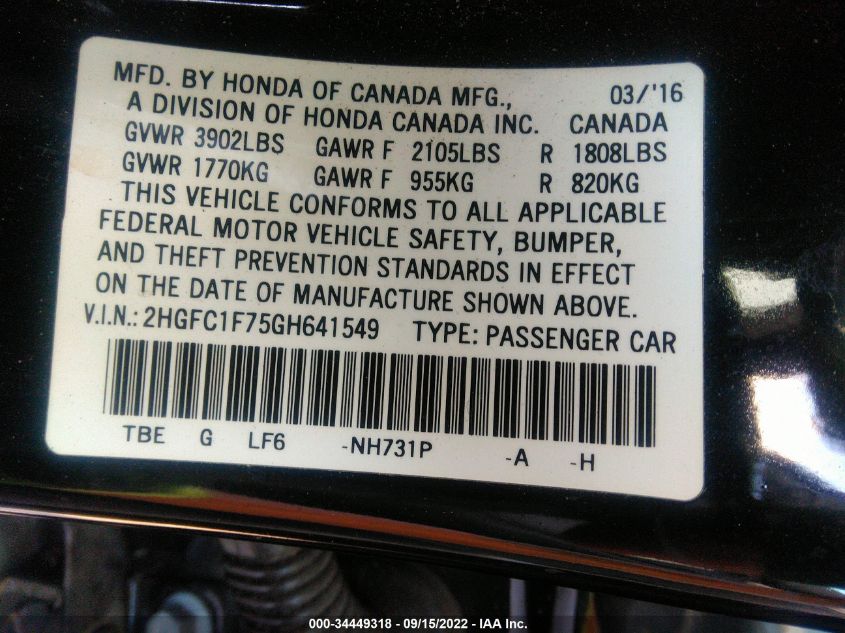 MFD. BY HONDA OF CANADA MFG., 03/'16
A DIVISION OF HONDA CANADA INC. CANADA
GVWR 3902LBS GAWR F 2105LBS R 1808LBS
GVWR 1770KG GAWR F 955KG R 820KG
THIS VEHICLE CONFORMS TO ALL APPLICABLE
FEDERAL MOTOR VEHICLE SAFETY, BUMPER,
AND THEFT PREVENTION STANDARDS IN EFFECT
ON THE DATE OF MANUFACTURE SHOWN ABOVE.
V.I.N.: 2HGFC1F75GH641549 TYPE: PASSENGER CAR
TBE G LF6 -NH731P -A -H
000-34449318 - 09/15/2022 - IAA Inc.